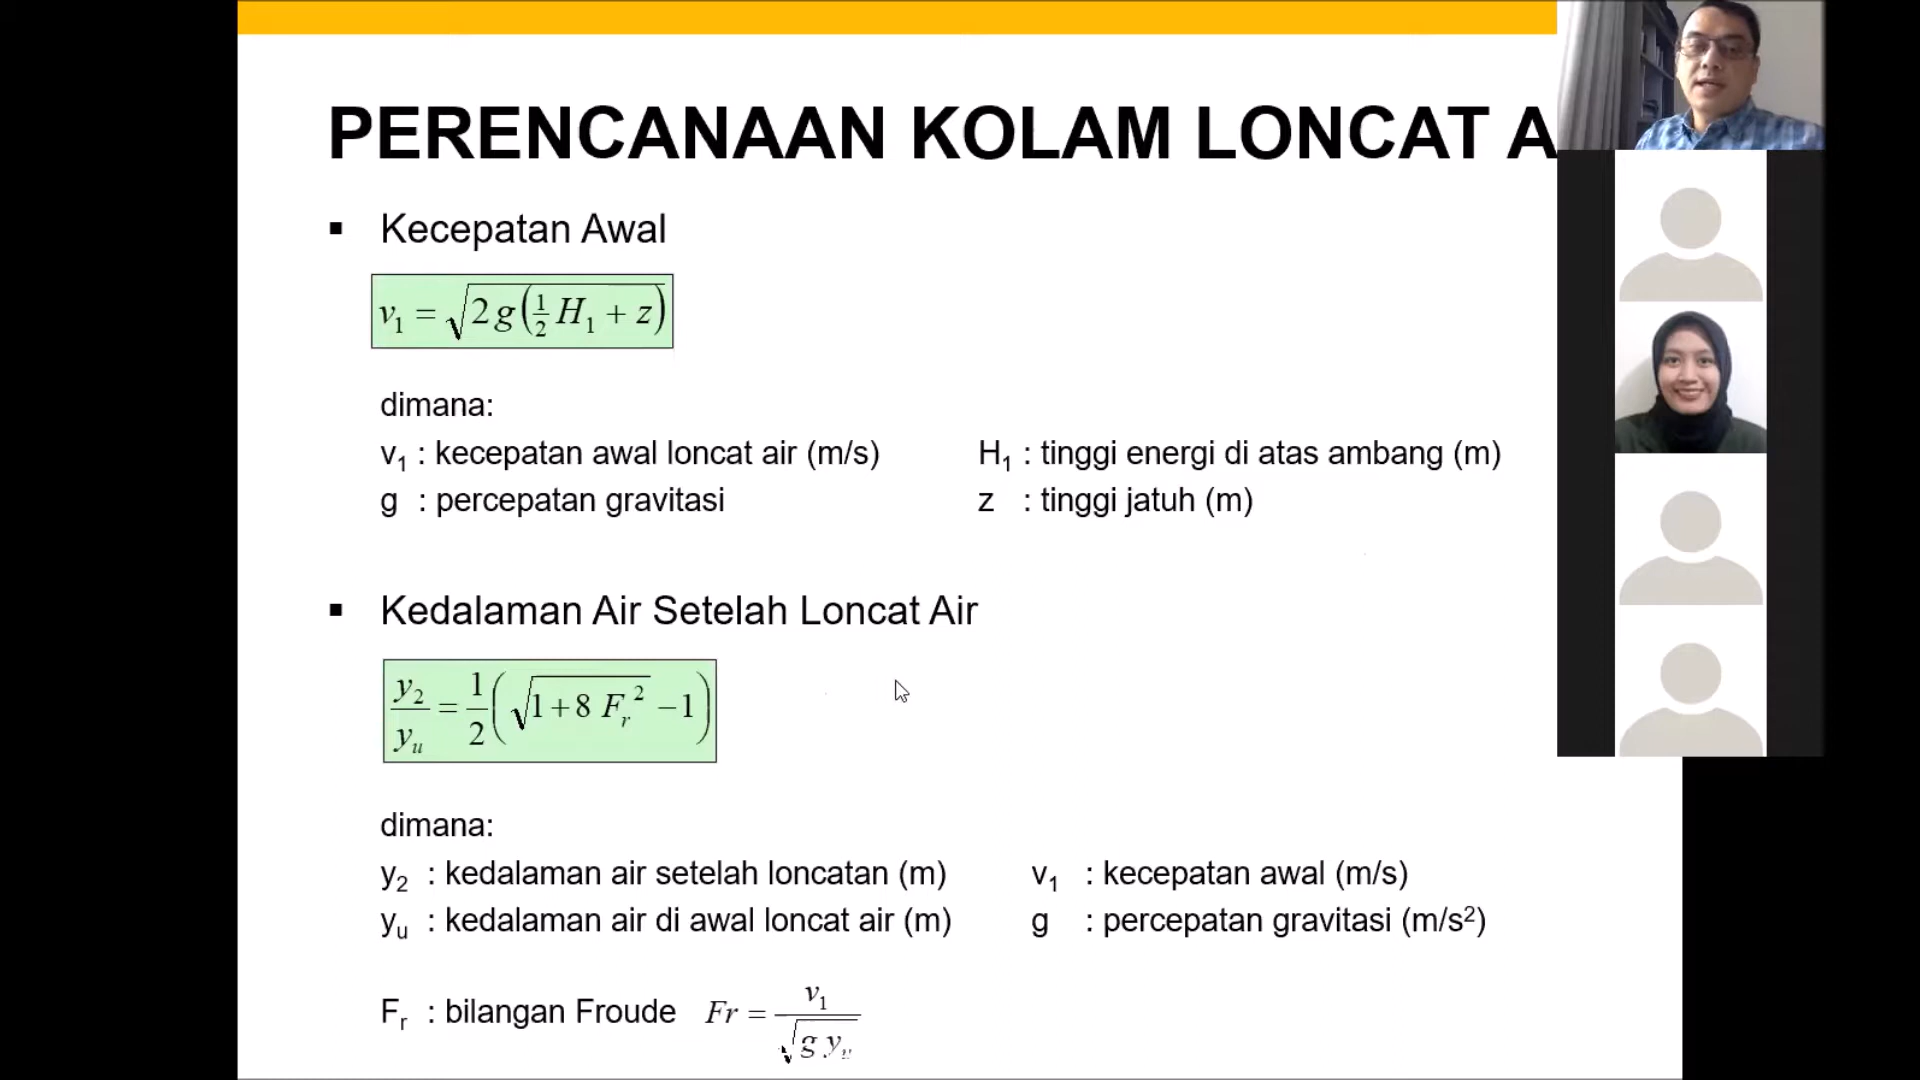 PERENCANAAN KOLAM LONCAT A
▪ Kecepatan Awal
v₁ = √(2 g (½ H₁ + z))
dimana:
v₁ : kecepatan awal loncat air (m/s) H₁ : tinggi energi di atas ambang (m)
g : percepatan gravitasi z : tinggi jatuh (m)
▪ Kedalaman Air Setelah Loncat Air
y₂/yᵤ = 1/2 (√(1+8 Fᵣ²) −1)
dimana:
y₂ : kedalaman air setelah loncatan (m) v₁ : kecepatan awal (m/s)
yᵤ : kedalaman air di awal loncat air (m) g : percepatan gravitasi (m/s²)
Fᵣ : bilangan Froude Fr = v₁/√(g yᵤ)